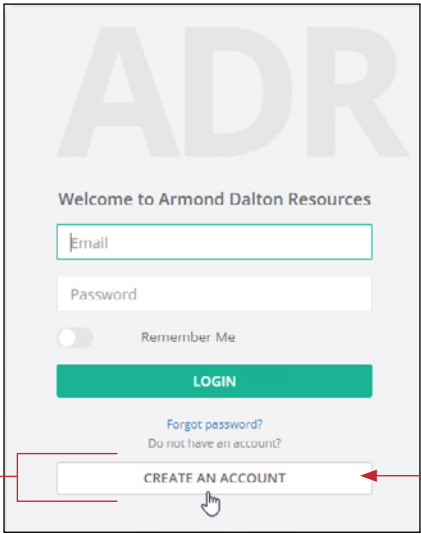 ADR
Welcome to Armond Dalton Resources
Email
Password
Remember Me
LOGIN
Forgot password?
Do not have an account?
CREATE AN ACCOUNT